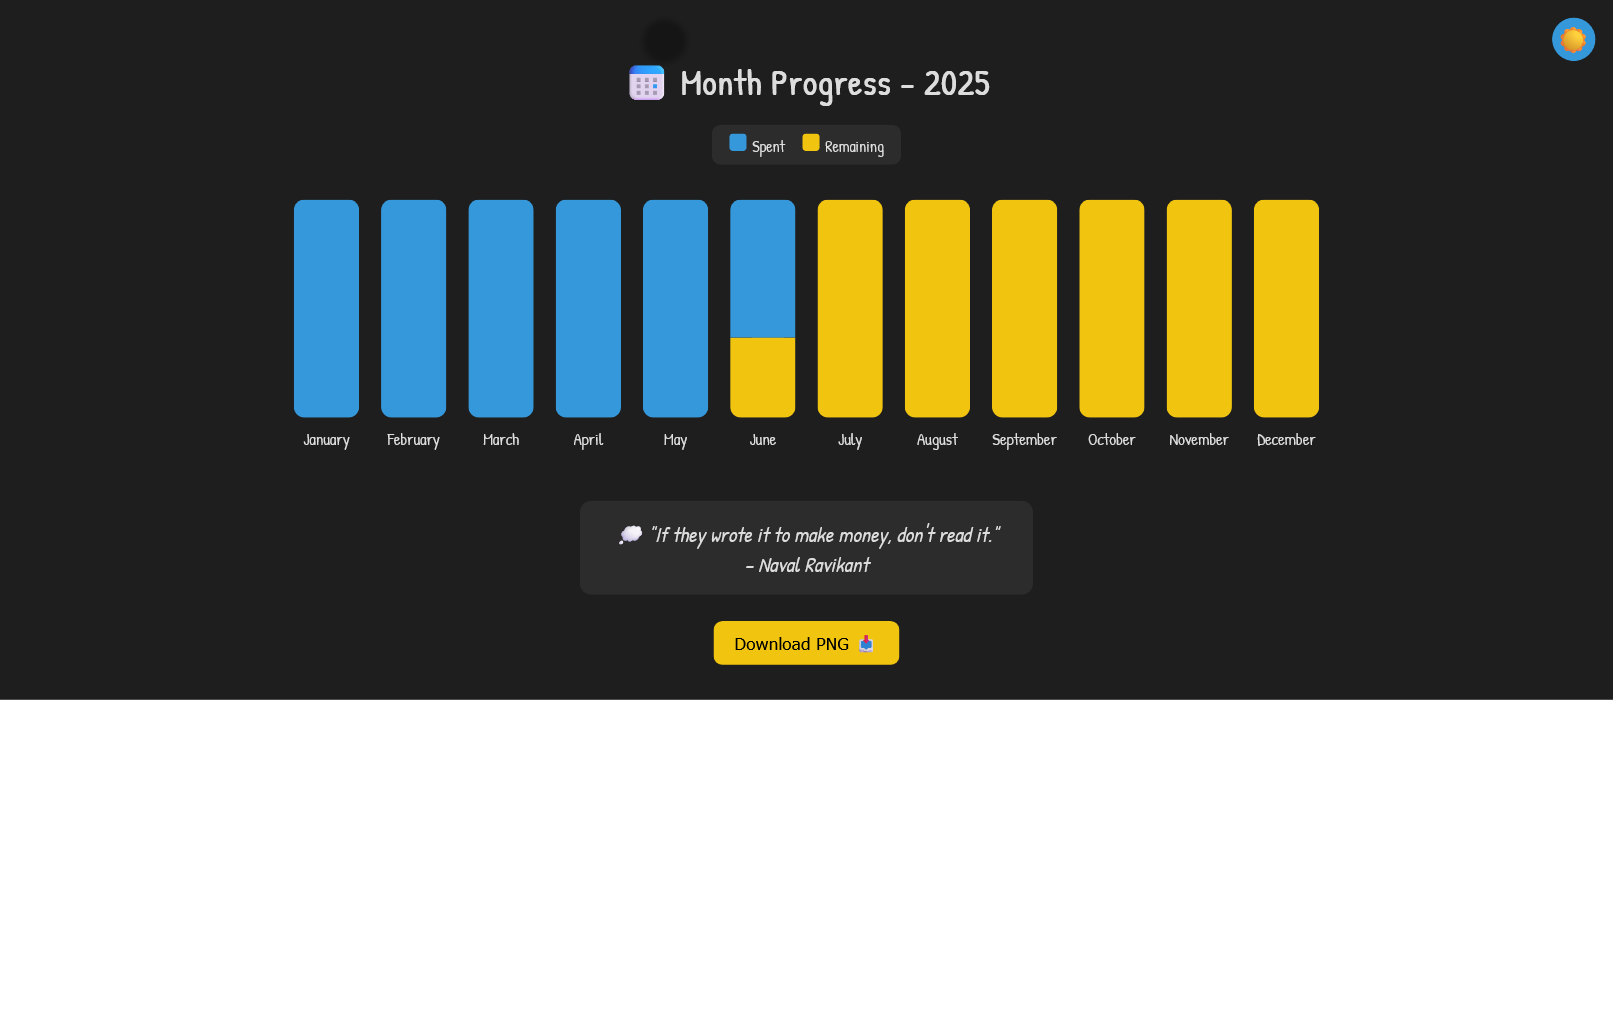 Month Progress – 2025
Spent Remaining
January February March April May June July August September October November December
"If they wrote it to make money, don't read it."
– Naval Ravikant
Download PNG